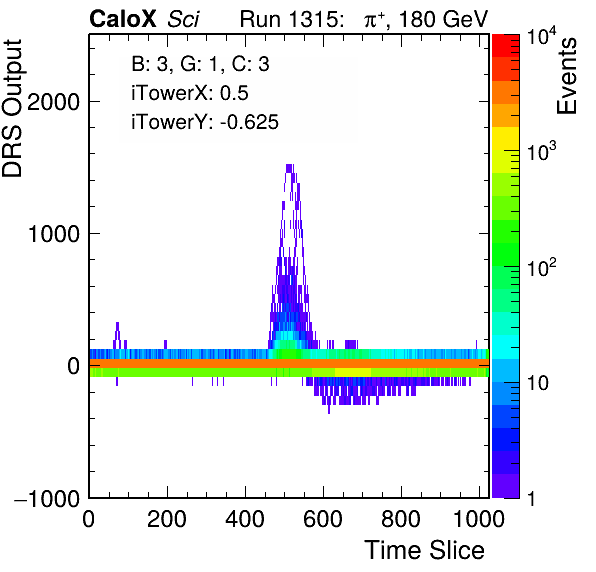 CaloX Sci Run 1315: π⁺, 180 GeV
B: 3, G: 1, C: 3
iTowerX: 0.5
iTowerY: -0.625
DRS Output
2000
1000
0
−1000
0 200 400 600 800 1000
Time Slice
Events
10⁴
10³
10²
10
1